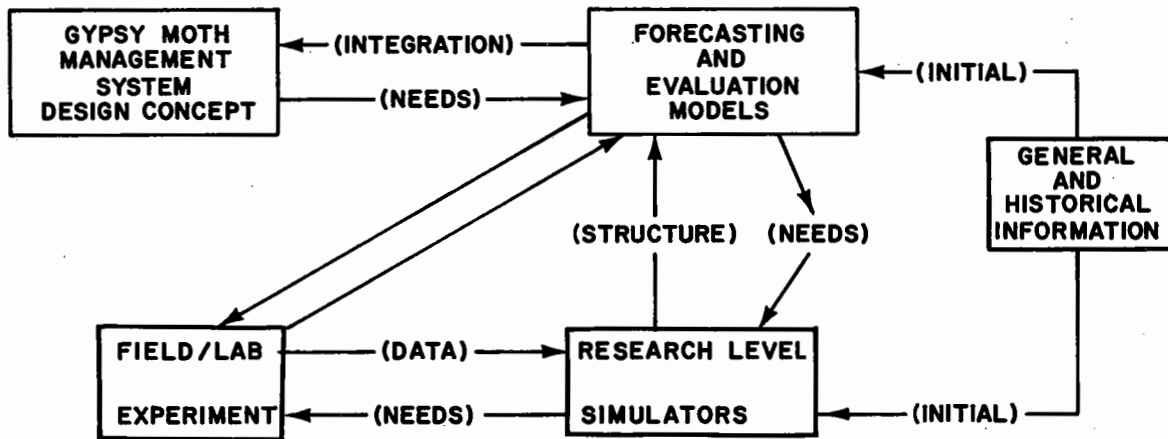 GYPSY MOTH
MANAGEMENT
SYSTEM
DESIGN CONCEPT
(INTEGRATION)
(NEEDS)
FORECASTING
AND
EVALUATION
MODELS
(INITIAL)
GENERAL
AND
HISTORICAL
INFORMATION
(STRUCTURE)
(NEEDS)
FIELD/LAB
EXPERIMENT
(DATA)
(NEEDS)
RESEARCH LEVEL
SIMULATORS
(INITIAL)